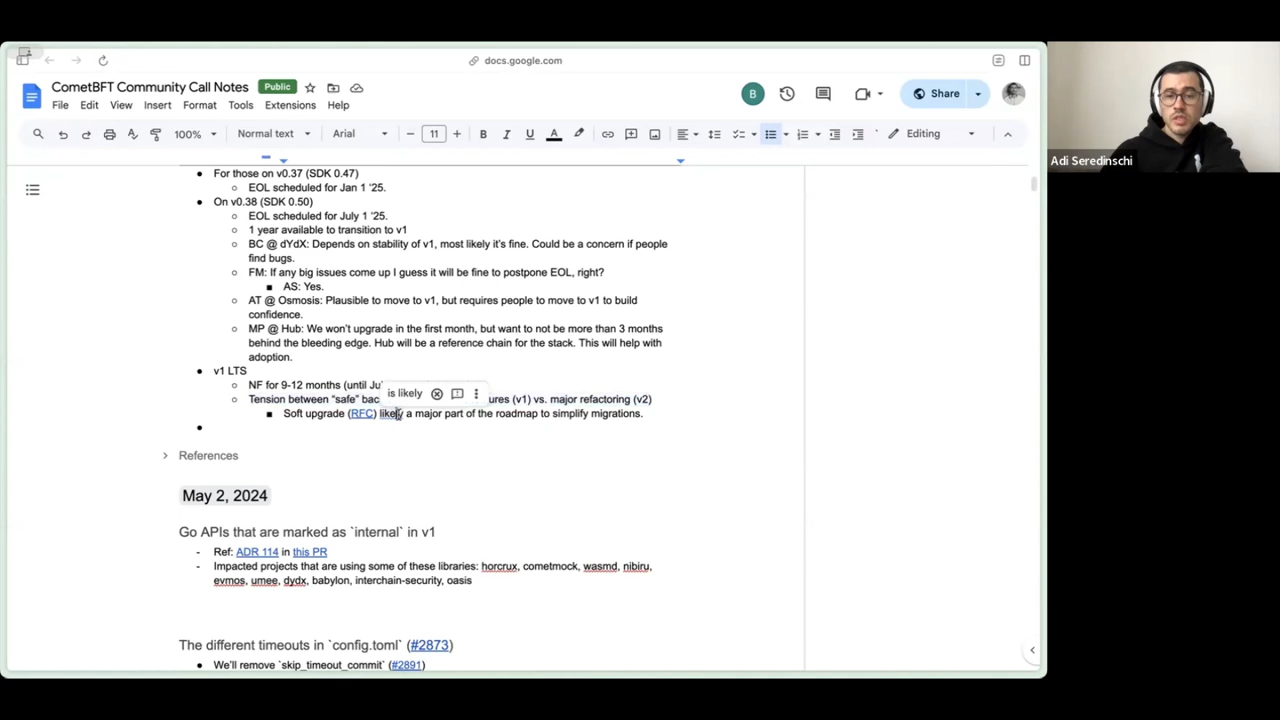 docs.google.com
CometBFT Community Call Notes
Public
File Edit View Insert Format Tools Extensions Help
B
Share
100%
Normal text
Arial
11
B I U A
Editing
Adi Seredinschi
For those on v0.37 (SDK 0.47)
EOL scheduled for Jan 1 ‘25.
On v0.38 (SDK 0.50)
EOL scheduled for July 1 ‘25.
1 year available to transition to v1
BC @ dYdX: Depends on stability of v1, most likely it’s fine. Could be a concern if people
find bugs.
FM: If any big issues come up I guess it will be fine to postpone EOL, right?
AS: Yes.
AT @ Osmosis: Plausible to move to v1, but requires people to move to v1 to build
confidence.
MP @ Hub: We won’t upgrade in the first month, but want to not be more than 3 months
behind the bleeding edge. Hub will be a reference chain for the stack. This will help with
adoption.
v1 LTS
NF for 9-12 months (until Ju
is likely
Tension between “safe” bac ures (v1) vs. major refactoring (v2)
Soft upgrade (RFC) likely a major part of the roadmap to simplify migrations.
References
May 2, 2024
Go APIs that are marked as `internal` in v1
- Ref: ADR 114 in this PR
- Impacted projects that are using some of these libraries: horcrux, cometmock, wasmd, nibiru,
evmos, umee, dydx, babylon, interchain-security, oasis
The different timeouts in `config.toml` (#2873)
We’ll remove `skip_timeout_commit` (#2891)